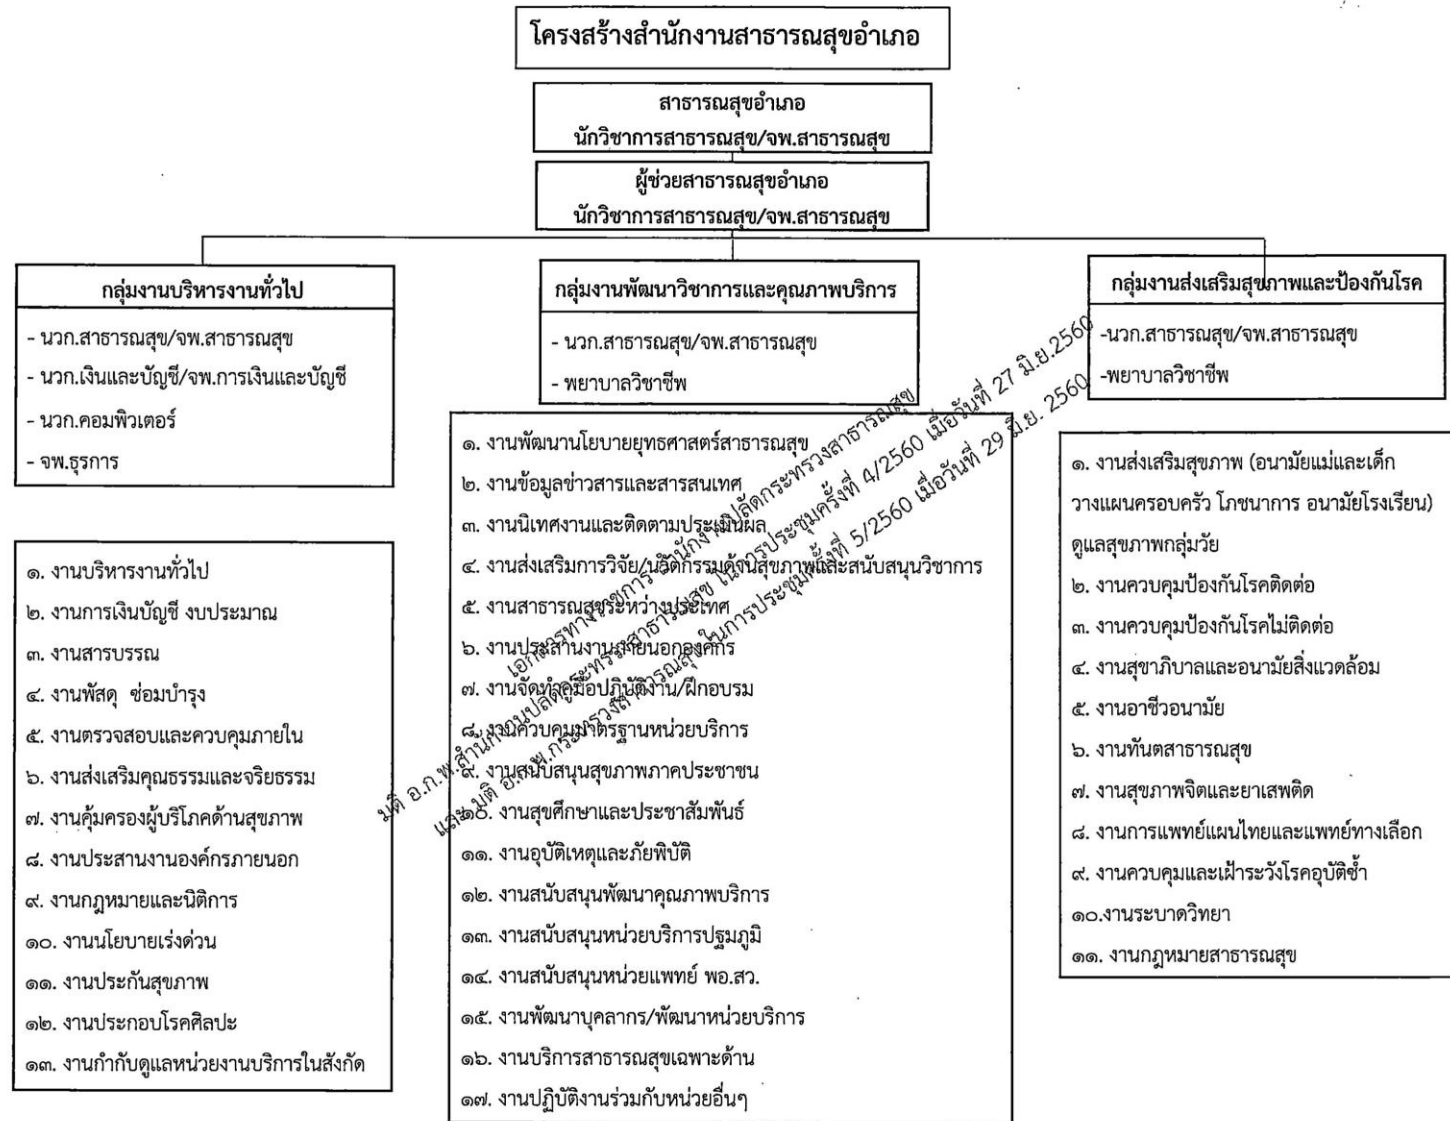 โครงสร้างสำนักงานสาธารณสุขอำเภอ
สาธารณสุขอำเภอ
นักวิชาการสาธารณสุข/จพ.สาธารณสุข
ผู้ช่วยสาธารณสุขอำเภอ
นักวิชาการสาธารณสุข/จพ.สาธารณสุข
กลุ่มงานบริหารงานทั่วไป
- นวก.สาธารณสุข/จพ.สาธารณสุข
- นวก.เงินและบัญชี/จพ.การเงินและบัญชี
- นวก.คอมพิวเตอร์
- จพ.ธุรการ
๑. งานบริหารงานทั่วไป
๒. งานการเงินบัญชี งบประมาณ
๓. งานสารบรรณ
๔. งานพัสดุ ซ่อมบำรุง
๕. งานตรวจสอบและควบคุมภายใน
๖. งานส่งเสริมคุณธรรมและจริยธรรม
๗. งานคุ้มครองผู้บริโภคด้านสุขภาพ
๘. งานประสานงานองค์กรภายนอก
๙. งานกฎหมายและนิติการ
๑๐. งานนโยบายเร่งด่วน
๑๑. งานประกันสุขภาพ
๑๒. งานประกอบโรคศิลปะ
๑๓. งานกำกับดูแลหน่วยงานบริการในสังกัด
กลุ่มงานพัฒนาวิชาการและคุณภาพบริการ
- นวก.สาธารณสุข/จพ.สาธารณสุข
- พยาบาลวิชาชีพ
๑. งานพัฒนานโยบายยุทธศาสตร์สาธารณสุข
๒. งานข้อมูลข่าวสารและสารสนเทศ
๓. งานนิเทศงานและติดตามประเมินผล
๔. งานส่งเสริมการวิจัย/นวัตกรรมด้านสุขภาพและสนับสนุนวิชาการ
๕. งานสาธารณสุขระหว่างประเทศ
๖. งานประสานงานภายนอกองค์กร
๗. งานจัดทำคู่มือปฏิบัติงาน/ฝึกอบรม
๘. งานควบคุมมาตรฐานหน่วยบริการ
๙. งานสนับสนุนสุขภาพภาคประชาชน
๑๐. งานสุขศึกษาและประชาสัมพันธ์
๑๑. งานอุบัติเหตุและภัยพิบัติ
๑๒. งานสนับสนุนพัฒนาคุณภาพบริการ
๑๓. งานสนับสนุนหน่วยบริการปฐมภูมิ
๑๔. งานสนับสนุนหน่วยแพทย์ พอ.สว.
๑๕. งานพัฒนาบุคลากร/พัฒนาหน่วยบริการ
๑๖. งานบริการสาธารณสุขเฉพาะด้าน
๑๗. งานปฏิบัติงานร่วมกับหน่วยอื่นๆ
กลุ่มงานส่งเสริมสุขภาพและป้องกันโรค
-นวก.สาธารณสุข/จพ.สาธารณสุข
-พยาบาลวิชาชีพ
๑. งานส่งเสริมสุขภาพ (อนามัยแม่และเด็ก
วางแผนครอบครัว โภชนาการ อนามัยโรงเรียน)
ดูแลสุขภาพกลุ่มวัย
๒. งานควบคุมป้องกันโรคติดต่อ
๓. งานควบคุมป้องกันโรคไม่ติดต่อ
๔. งานสุขาภิบาลและอนามัยสิ่งแวดล้อม
๕. งานอาชีวอนามัย
๖. งานทันตสาธารณสุข
๗. งานสุขภาพจิตและยาเสพติด
๘. งานการแพทย์แผนไทยและแพทย์ทางเลือก
๙. งานควบคุมและเฝ้าระวังโรคอุบัติซ้ำ
๑๐.งานระบาดวิทยา
๑๑. งานกฎหมายสาธารณสุข
เอกสารทางราชการ สำนักงานปลัดกระทรวงสาธารณสุข
มติ อ.ก.พ.สำนักงานปลัดกระทรวงสาธารณสุข ในการประชุมครั้งที่ 4/2560 เมื่อวันที่ 27 มิ.ย.2560
และมติ อ.ก.พ.กระทรวงสาธารณสุข ในการประชุมครั้งที่ 5/2560 เมื่อวันที่ 29 มิ.ย. 2560